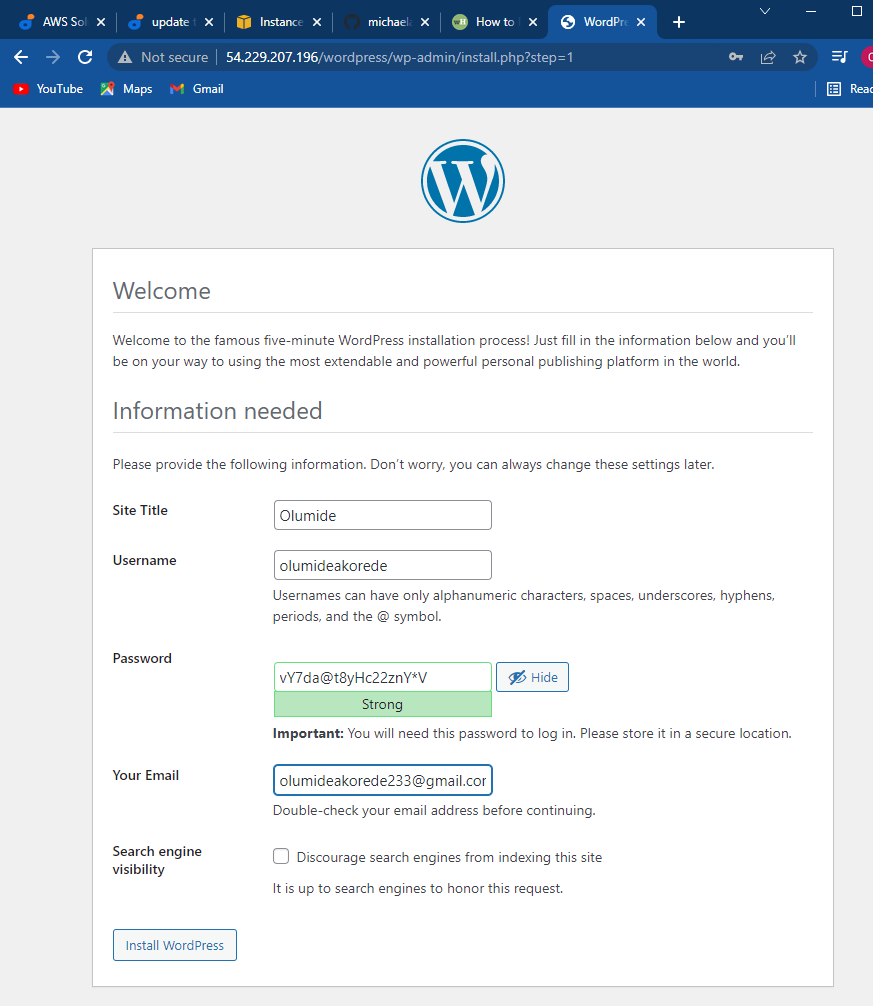 AWS So
update
Instance
michaela
How to
WordPr
Not secure
54.229.207.196/wordpress/wp-admin/install.php?step=1
YouTube
Maps
Gmail
Read
Welcome
Welcome to the famous five-minute WordPress installation process! Just fill in the information below and you’ll
be on your way to using the most extendable and powerful personal publishing platform in the world.
Information needed
Please provide the following information. Don’t worry, you can always change these settings later.
Site Title
Olumide
Username
olumideakorede
Usernames can have only alphanumeric characters, spaces, underscores, hyphens,
periods, and the @ symbol.
Password
vY7da@t8yHc22znY*V
Hide
Strong
Important: You will need this password to log in. Please store it in a secure location.
Your Email
olumideakorede233@gmail.com
Double-check your email address before continuing.
Search engine
visibility
Discourage search engines from indexing this site
It is up to search engines to honor this request.
Install WordPress